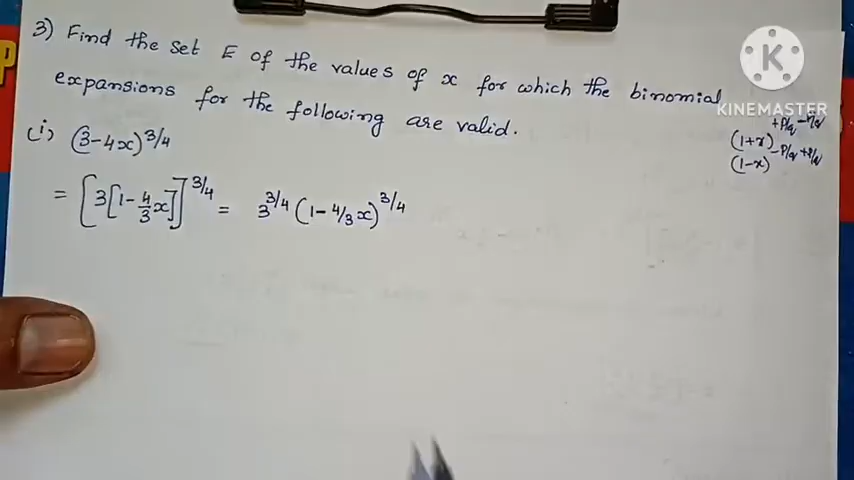 3) Find the set E of the values of x for which the binomial
expansions for the following are valid.
K
KINEMASTER
(1+x)^{+p/q -p/q}
(1-x)^{-p/q +p/q}
(i) (3-4x)^{3/4}
= [3[1-\frac{4}{3}x]]^{3/4} = 3^{3/4} (1-4/3 x)^{3/4}